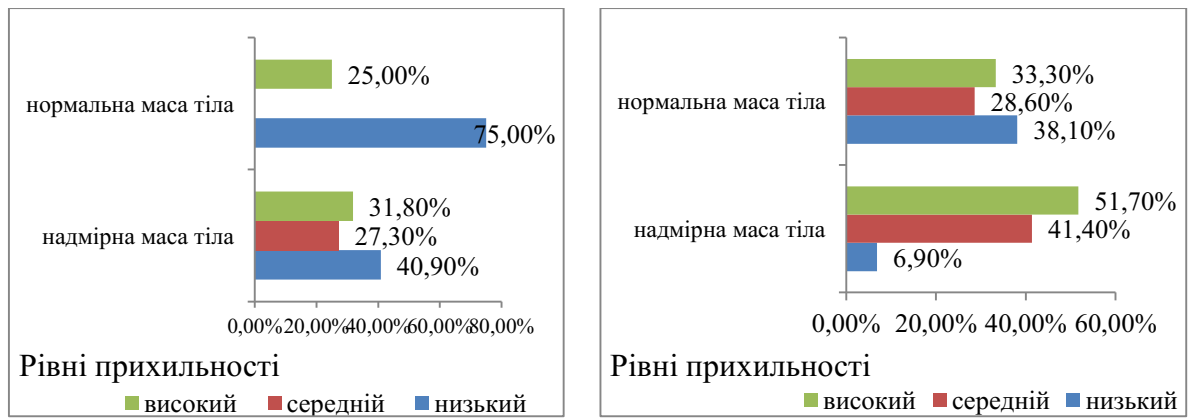 25,00%
нормальна маса тіла
75,00%
31,80%
надмірна маса тіла
27,30%
40,90%
0,00% 20,00% 40,00% 60,00% 80,00%
Рівні прихильності
високий середній низький
33,30%
нормальна маса тіла
28,60%
38,10%
51,70%
надмірна маса тіла
41,40%
6,90%
0,00% 20,00% 40,00% 60,00%
Рівні прихильності
високий середній низький